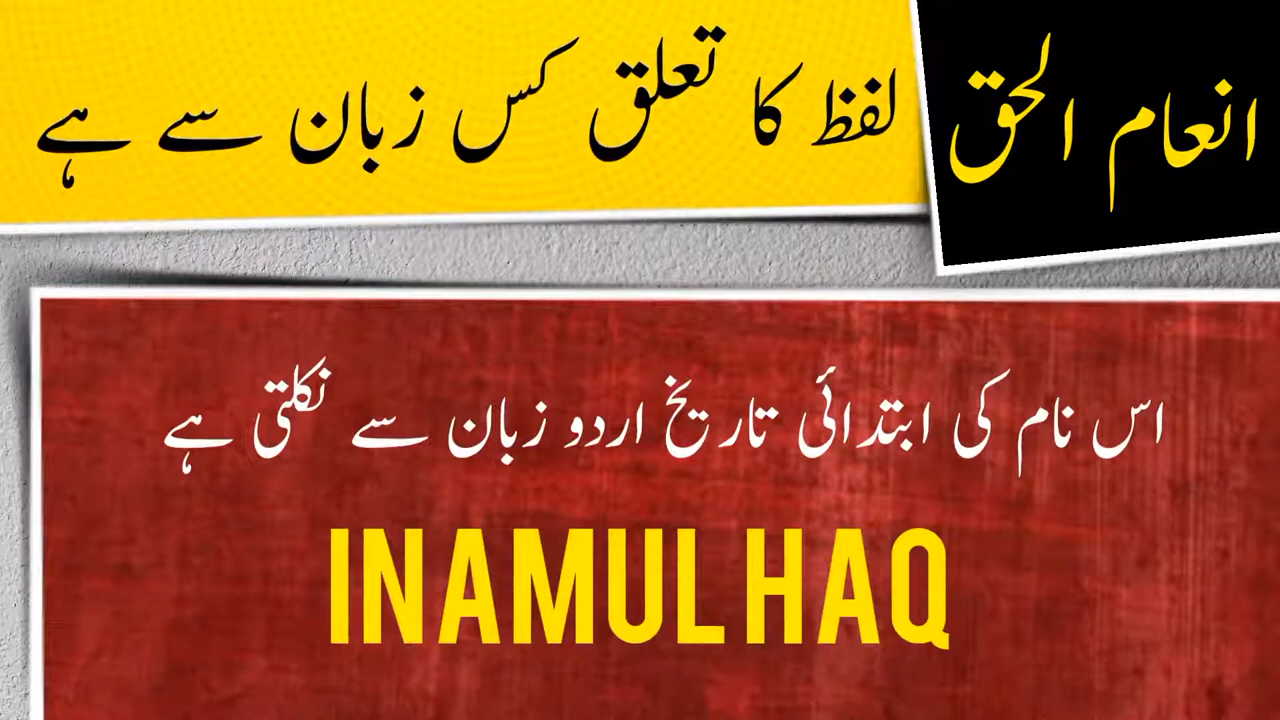 انعام الحق
لفظ کا تعلق کس زبان سے ہے
اس نام کی ابتدائی تاریخ اردو زبان سے نکلتی ہے
INAMUL HAQ